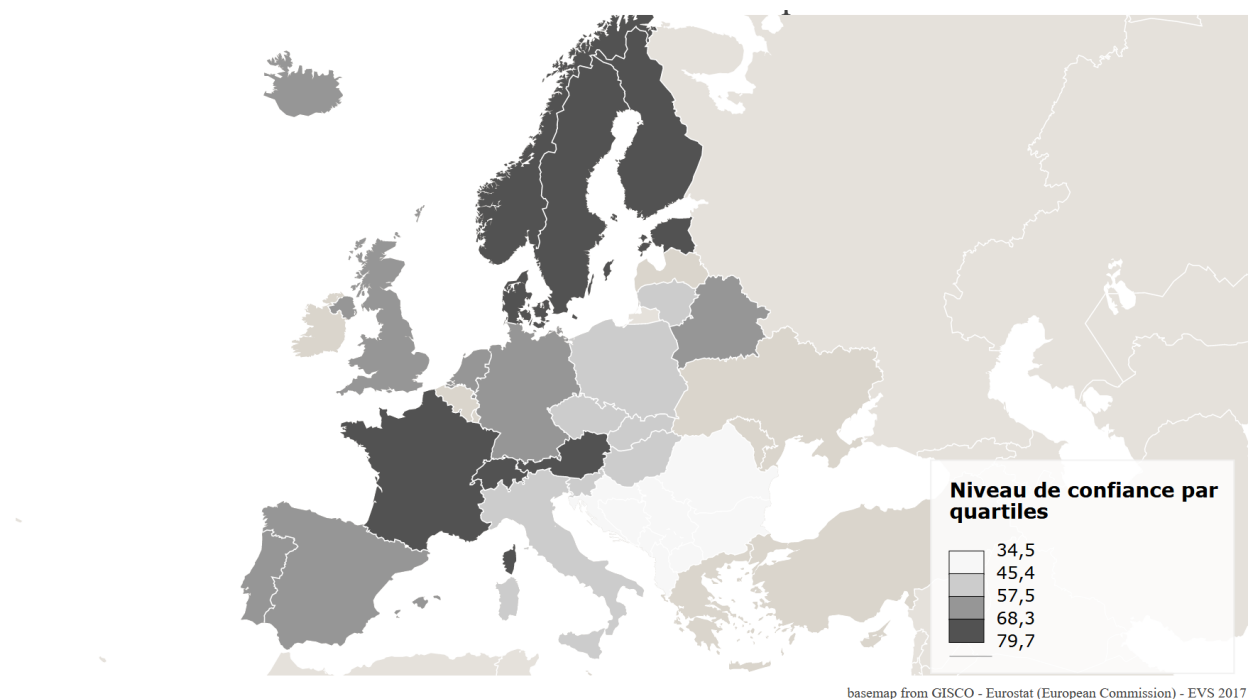 Niveau de confiance par
quartiles
34,5
45,4
57,5
68,3
79,7
basemap from GISCO - Eurostat (European Commission) - EVS 2017